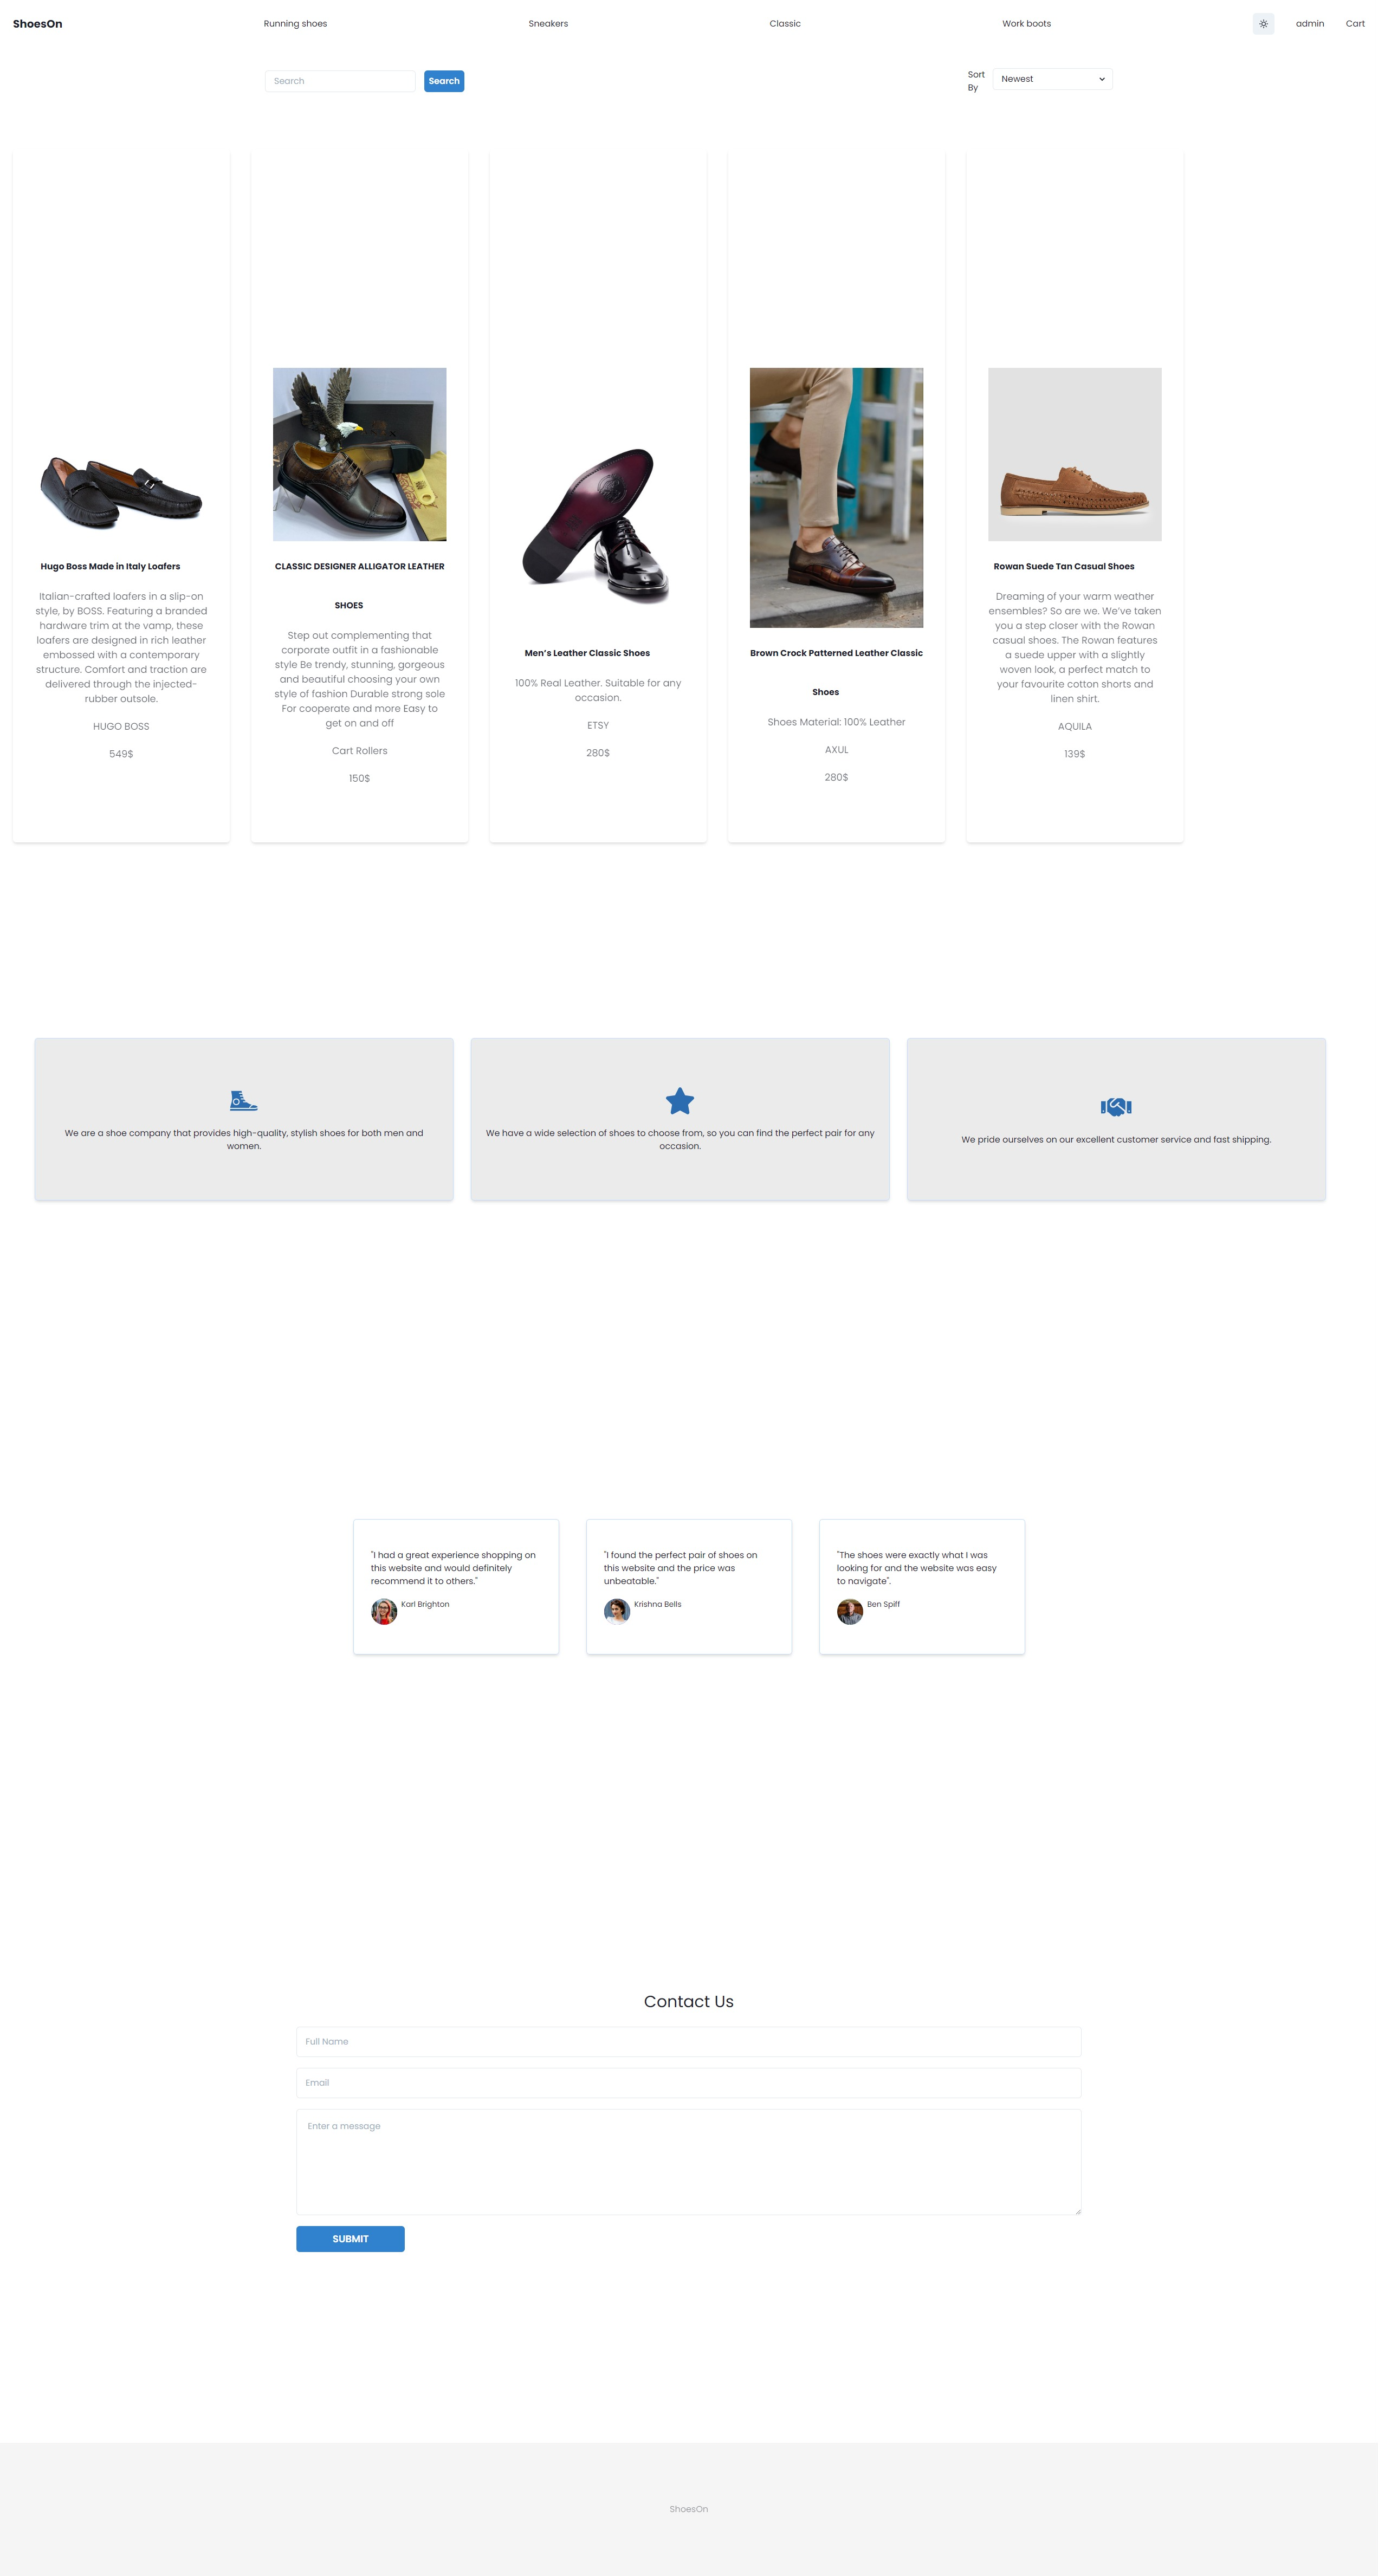 ShoesOn
Running shoes
Sneakers
Classic
Work boots
admin
Cart
Search
Search
Sort
By
Newest
Hugo Boss Made in Italy Loafers
Italian-crafted loafers in a slip-on
style, by BOSS. Featuring a branded
hardware trim at the vamp, these
loafers are designed in rich leather
embossed with a contemporary
structure. Comfort and traction are
delivered through the injected-
rubber outsole.
HUGO BOSS
549$
CLASSIC DESIGNER ALLIGATOR LEATHER
SHOES
Step out complementing that
corporate outfit in a fashionable
style Be trendy, stunning, gorgeous
and beautiful choosing your own
style of fashion Durable strong sole
For cooperate and more Easy to
get on and off
Cart Rollers
150$
Men’s Leather Classic Shoes
100% Real Leather. Suitable for any
occasion.
ETSY
280$
Brown Crock Patterned Leather Classic
Shoes
Shoes Material: 100% Leather
AXUL
280$
Rowan Suede Tan Casual Shoes
Dreaming of your warm weather
ensembles? So are we. We’ve taken
you a step closer with the Rowan
casual shoes. The Rowan features
a suede upper with a slightly
woven look, a perfect match to
your favourite cotton shorts and
linen shirt.
AQUILA
139$
We are a shoe company that provides high-quality, stylish shoes for both men and
women.
We have a wide selection of shoes to choose from, so you can find the perfect pair for any
occasion.
We pride ourselves on our excellent customer service and fast shipping.
"I had a great experience shopping on
this website and would definitely
recommend it to others."
Karl Brighton
"I found the perfect pair of shoes on
this website and the price was
unbeatable."
Krishna Bells
"The shoes were exactly what I was
looking for and the website was easy
to navigate".
Ben Spiff
Contact Us
Full Name
Email
Enter a message
SUBMIT
ShoesOn